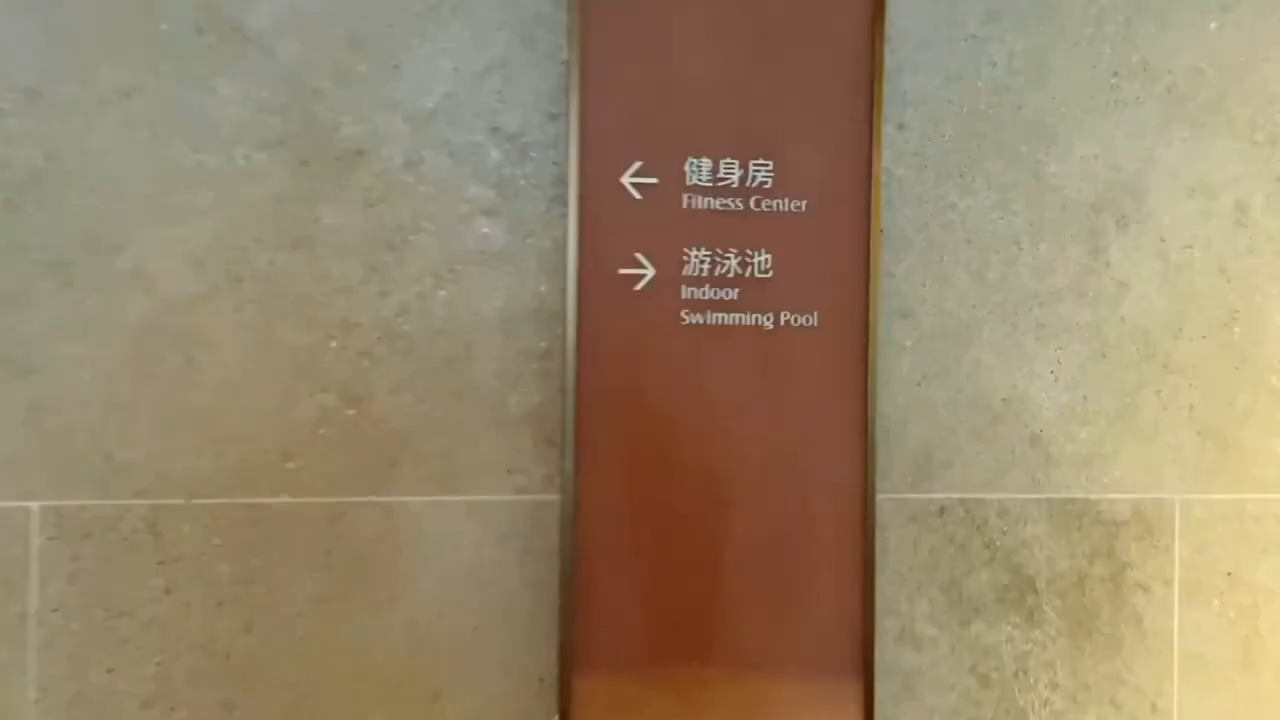 ← 健身房
Fitness Center
→ 游泳池
Indoor
Swimming Pool